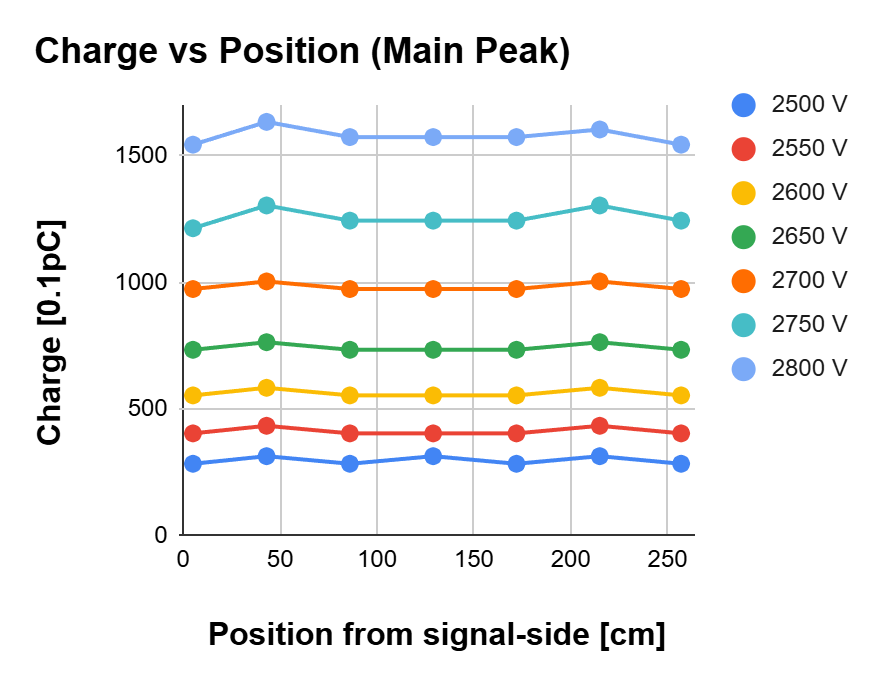 Charge vs Position (Main Peak)
2500 V
2550 V
2600 V
2650 V
2700 V
2750 V
2800 V
Charge [0.1pC]
1500
1000
500
0
0 50 100 150 200 250
Position from signal-side [cm]